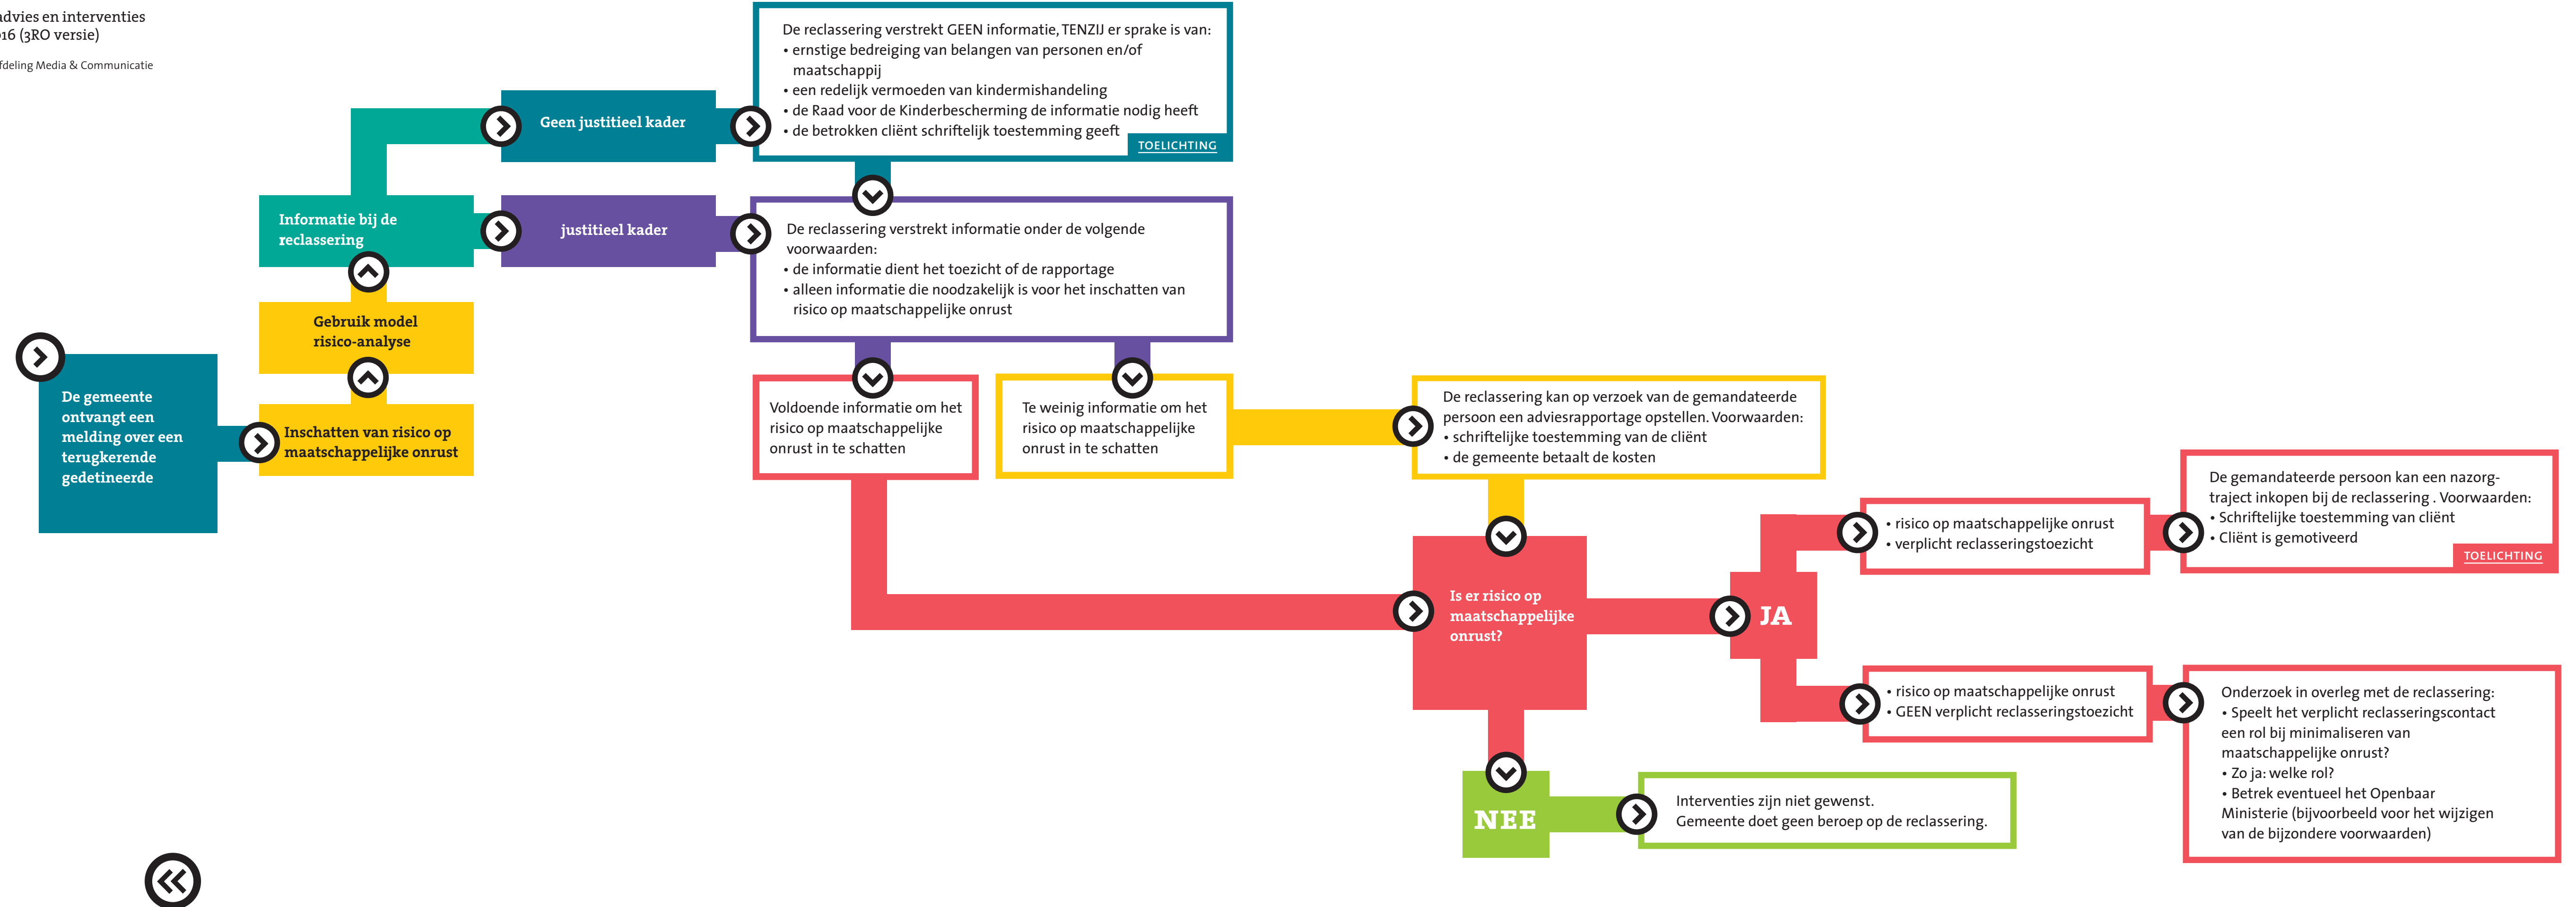 advies en interventies
016 (3RO versie)
fdeling Media & Communicatie
De reclassering verstrekt GEEN informatie, TENZIJ er sprake is van:
• ernstige bedreiging van belangen van personen en/of
maatschappij
• een redelijk vermoeden van kindermishandeling
• de Raad voor de Kinderbescherming de informatie nodig heeft
• de betrokken cliënt schriftelijk toestemming geeft
TOELICHTING
Geen justitieel kader
Informatie bij de
reclassering
justitieel kader
De reclassering verstrekt informatie onder de volgende
voorwaarden:
• de informatie dient het toezicht of de rapportage
• alleen informatie die noodzakelijk is voor het inschatten van
risico op maatschappelijke onrust
Gebruik model
risico-analyse
De gemeente
ontvangt een
melding over een
terugkerende
gedetineerde
Inschatten van risico op
maatschappelijke onrust
Voldoende informatie om het
risico op maatschappelijke
onrust in te schatten
Te weinig informatie om het
risico op maatschappelijke
onrust in te schatten
De reclassering kan op verzoek van de gemandateerde
persoon een adviesrapportage opstellen. Voorwaarden:
• schriftelijke toestemming van de cliënt
• de gemeente betaalt de kosten
Is er risico op
maatschappelijke
onrust?
JA
• risico op maatschappelijke onrust
• verplicht reclasseringstoezicht
De gemandateerde persoon kan een nazorg-
traject inkopen bij de reclassering . Voorwaarden:
• Schriftelijke toestemming van cliënt
• Cliënt is gemotiveerd
TOELICHTING
• risico op maatschappelijke onrust
• GEEN verplicht reclasseringstoezicht
Onderzoek in overleg met de reclassering:
• Speelt het verplicht reclasseringscontact
een rol bij minimaliseren van
maatschappelijke onrust?
• Zo ja: welke rol?
• Betrek eventueel het Openbaar
Ministerie (bijvoorbeeld voor het wijzigen
van de bijzondere voorwaarden)
NEE
Interventies zijn niet gewenst.
Gemeente doet geen beroep op de reclassering.